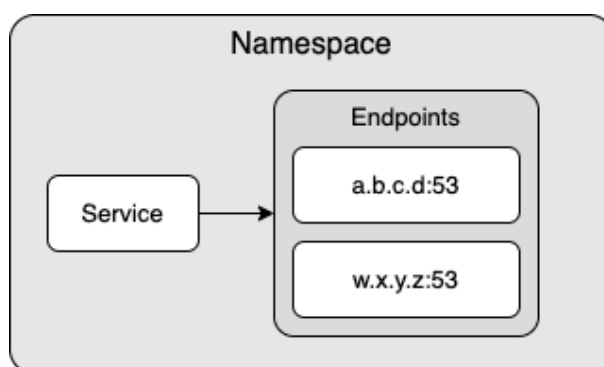 Namespace
Endpoints
a.b.c.d:53
Service
w.x.y.z:53